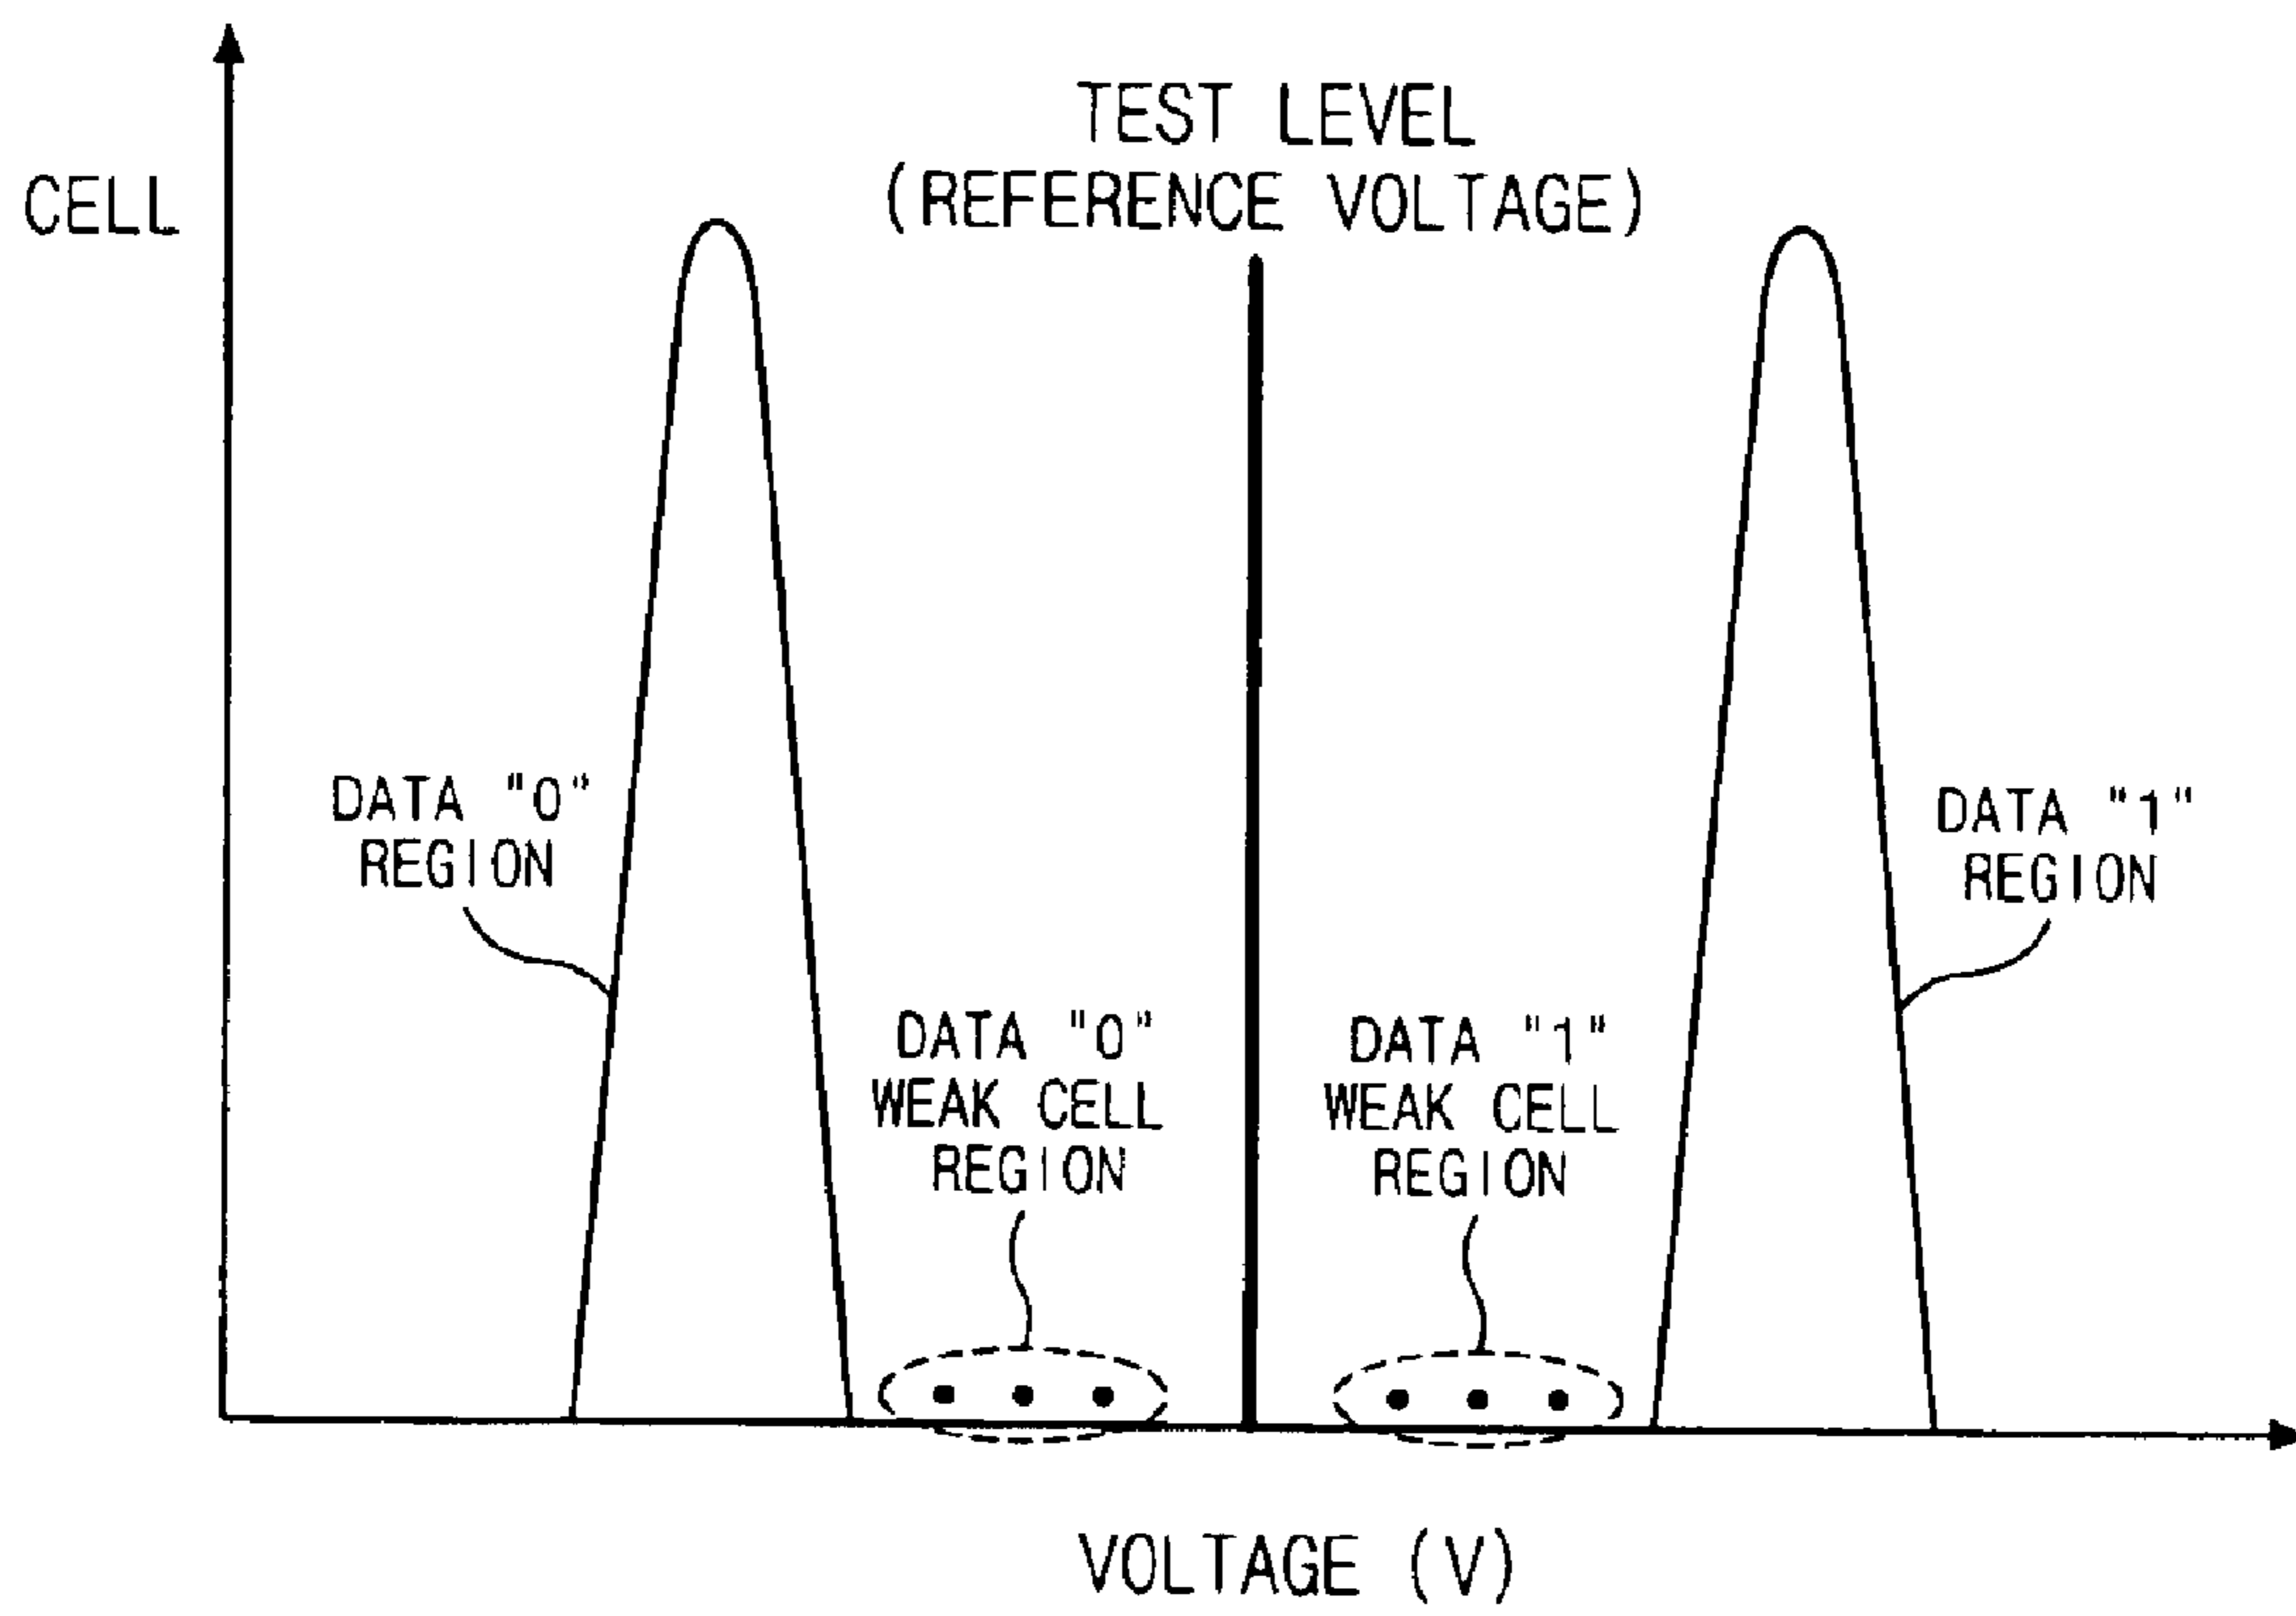 CELL
TEST LEVEL
(REFERENCE VOLTAGE)
DATA "0"
REGION
DATA "1"
REGION
DATA "0"
WEAK CELL
REGION
DATA "1"
WEAK CELL
REGION
VOLTAGE (V)